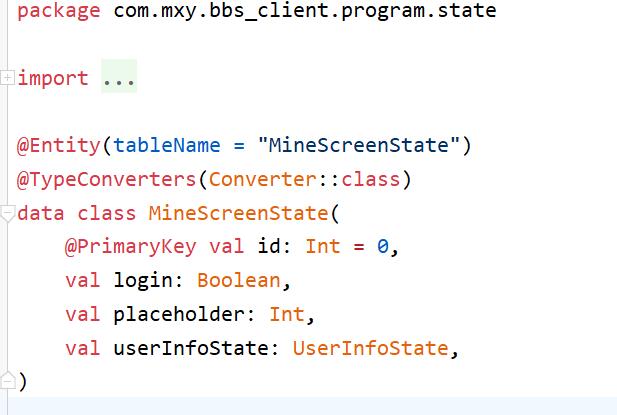 package com.mxy.bbs_client.program.state
import ...
@Entity(tableName = "MineScreenState")
@TypeConverters(Converter::class)
data class MineScreenState(
    @PrimaryKey val id: Int = 0,
    val login: Boolean,
    val placeholder: Int,
    val userInfoState: UserInfoState,
)